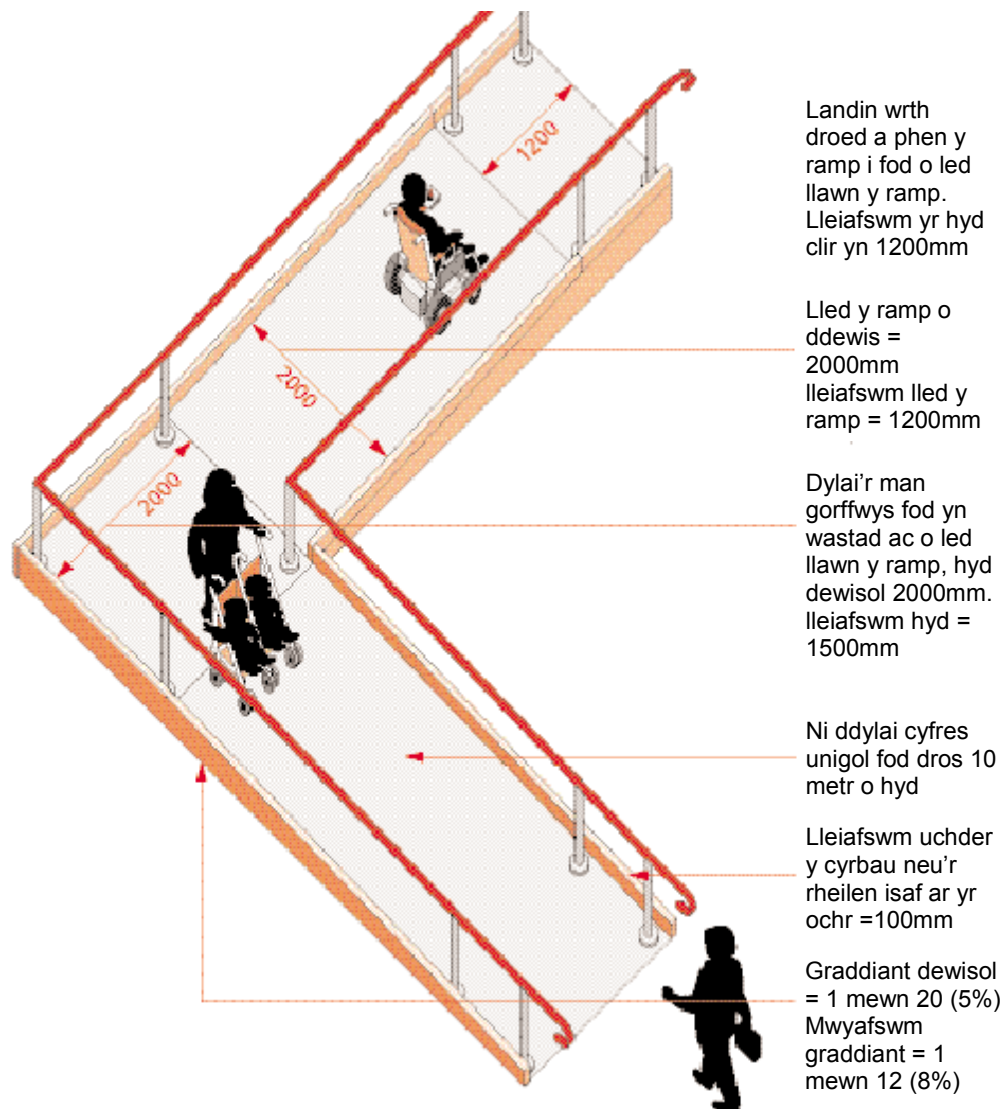 1200
2000
2000
Landin wrth
droed a phen y
ramp i fod o led
llawn y ramp.
Lleiafswm yr hyd
clir yn 1200mm
Lled y ramp o
ddewis =
2000mm
lleiafswm lled y
ramp = 1200mm
Dylai'r man
gorffwys fod yn
wastad ac o led
llawn y ramp, hyd
dewisol 2000mm.
lleiafswm hyd =
1500mm
Ni ddylai cyfres
unigol fod dros 10
metr o hyd
Lleiafswm uchder
y cyrbau neu'r
rheilen isaf ar yr
ochr =100mm
Graddiant dewisol
= 1 mewn 20 (5%)
Mwyafswm
graddiant = 1
mewn 12 (8%)